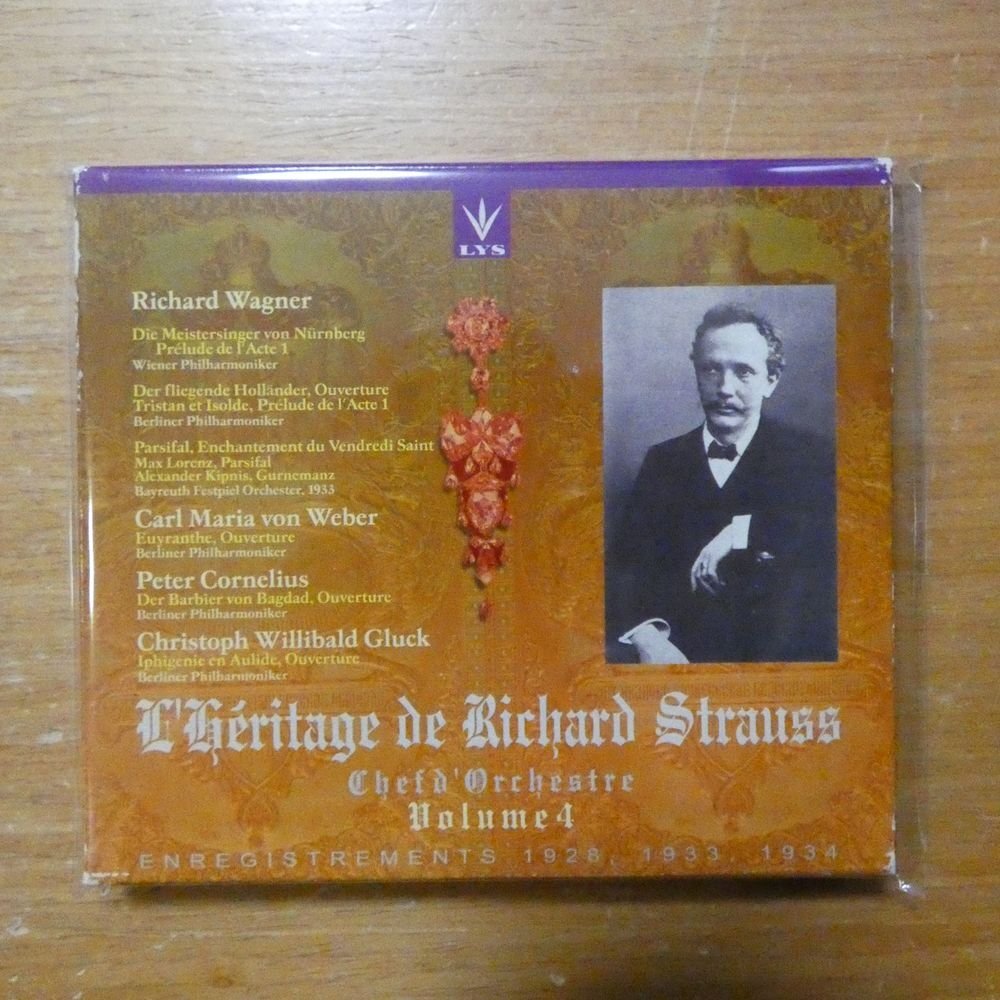 LYS
Richard Wagner
Die Meistersinger von Nürnberg
Prélude de l'Acte 1
Wiener Philharmoniker
Der fliegende Holländer, Ouverture
Tristan et Isolde, Prélude de l'Acte 1
Berliner Philharmoniker
Parsifal, Enchantement du Vendredi Saint
Max Lorenz, Parsifal
Alexander Kipnis, Gurnemanz
Bayreuth Festpiel Orchester, 1933
Carl Maria von Weber
Euyranthe, Ouverture
Berliner Philharmoniker
Peter Cornelius
Der Barbier von Bagdad, Ouverture
Berliner Philharmoniker
Christoph Willibald Gluck
Iphigenie en Aulide, Ouverture
Berliner Philharmoniker
L'héritage de Richard Strauss
Chef d'Orchestre
Volume 4
ENREGISTREMENTS 1928, 1933, 1934